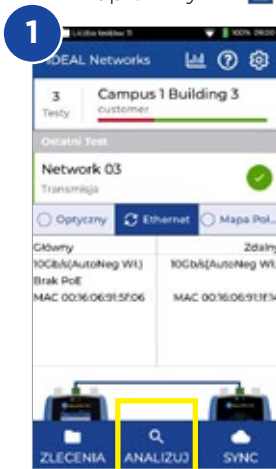 1
Liczba testów: 11
100% 09:00
IDEAL Networks
3
Testy
Campus 1 Building 3
customer
Ostatni Test
Network 03
Transmisja
Optyczny
Ethernet
Mapa Poł...
Główny
Zdalny
10Gb/s(AutoNeg Wł.)
10Gb/s(AutoNeg Wł.
Brak PoE
MAC 00:16:06:91:5F:06
MAC 00:16:06:91:1F:14
ZLECENIA
ANALIZUJ
SYNC